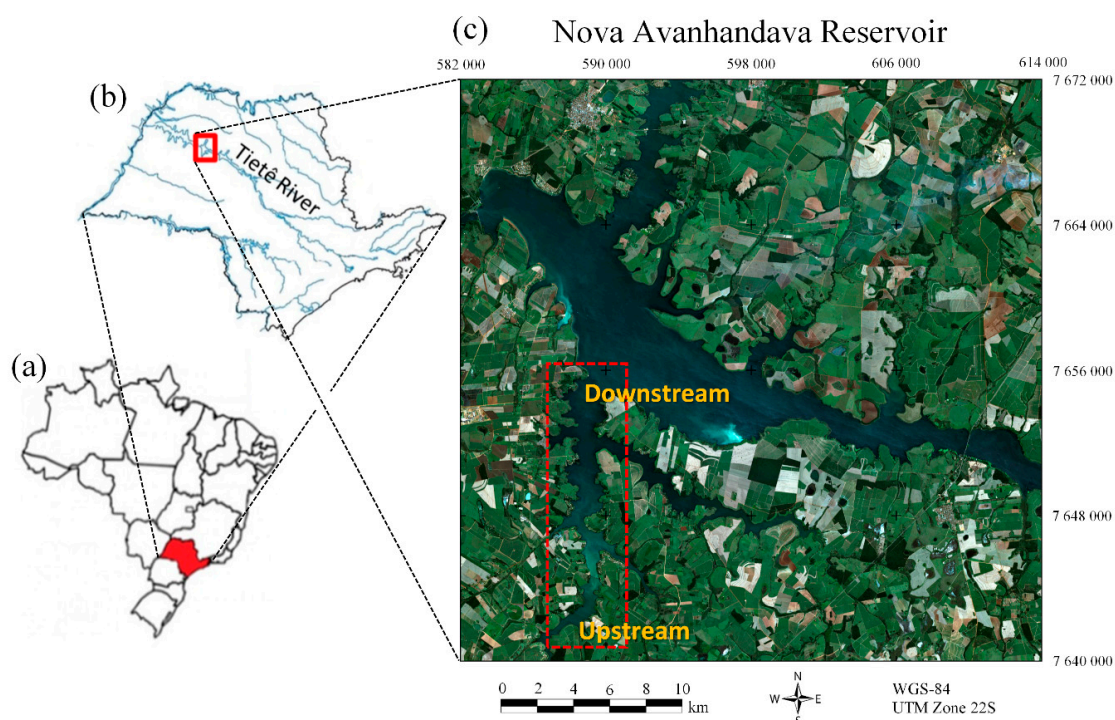 (c) Nova Avanhandava Reservoir
582 000 590 000 598 000 606 000 614 000
7 672 000
(b)
Tietê River
7 664 000
(a)
7 656 000
Downstream
7 648 000
Upstream
7 640 000
0 2 4 6 8 10
km
N
W E
S
WGS-84
UTM Zone 22S